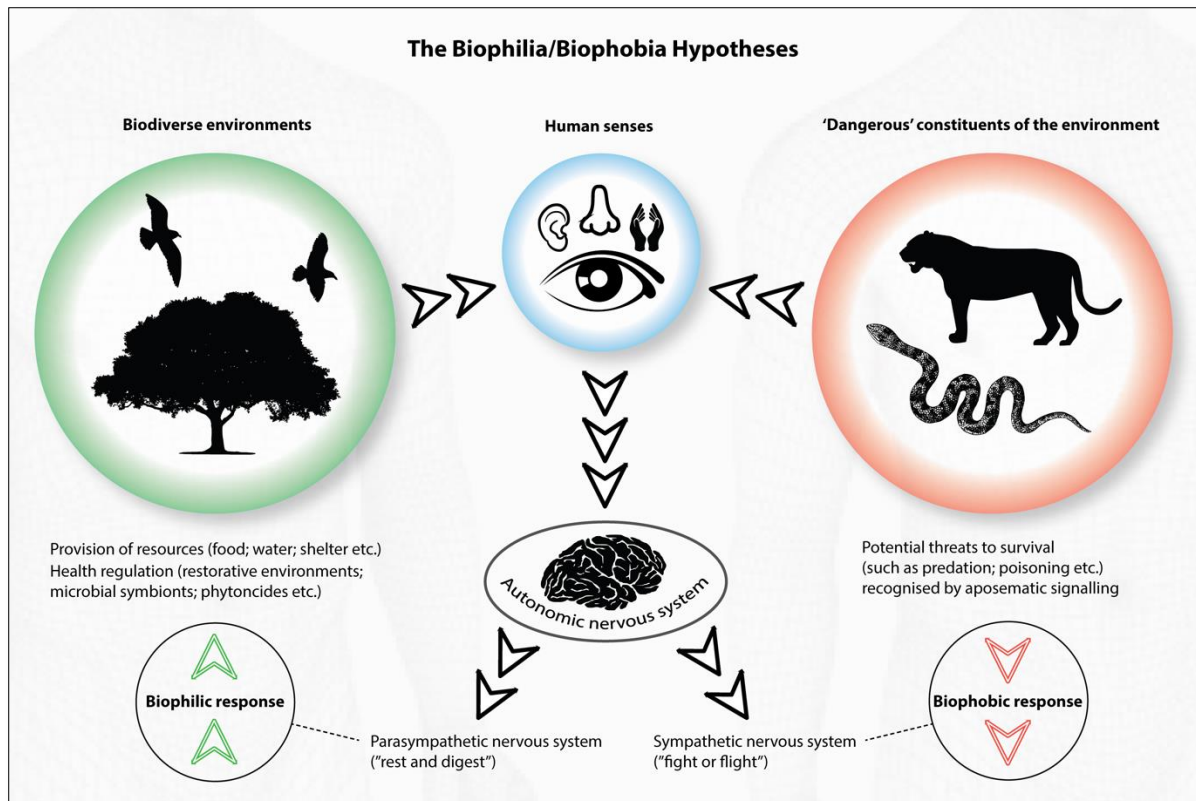 The Biophilia/Biophobia Hypotheses
Biodiverse environments
Human senses
‘Dangerous’ constituents of the environment
Provision of resources (food; water; shelter etc.)
Health regulation (restorative environments;
microbial symbionts; phytoncides etc.)
Potential threats to survival
(such as predation; poisoning etc.)
recognised by aposematic signalling
Autonomic nervous system
Biophilic response
Biophobic response
Parasympathetic nervous system
(”rest and digest”)
Sympathetic nervous system
(”fight or flight”)